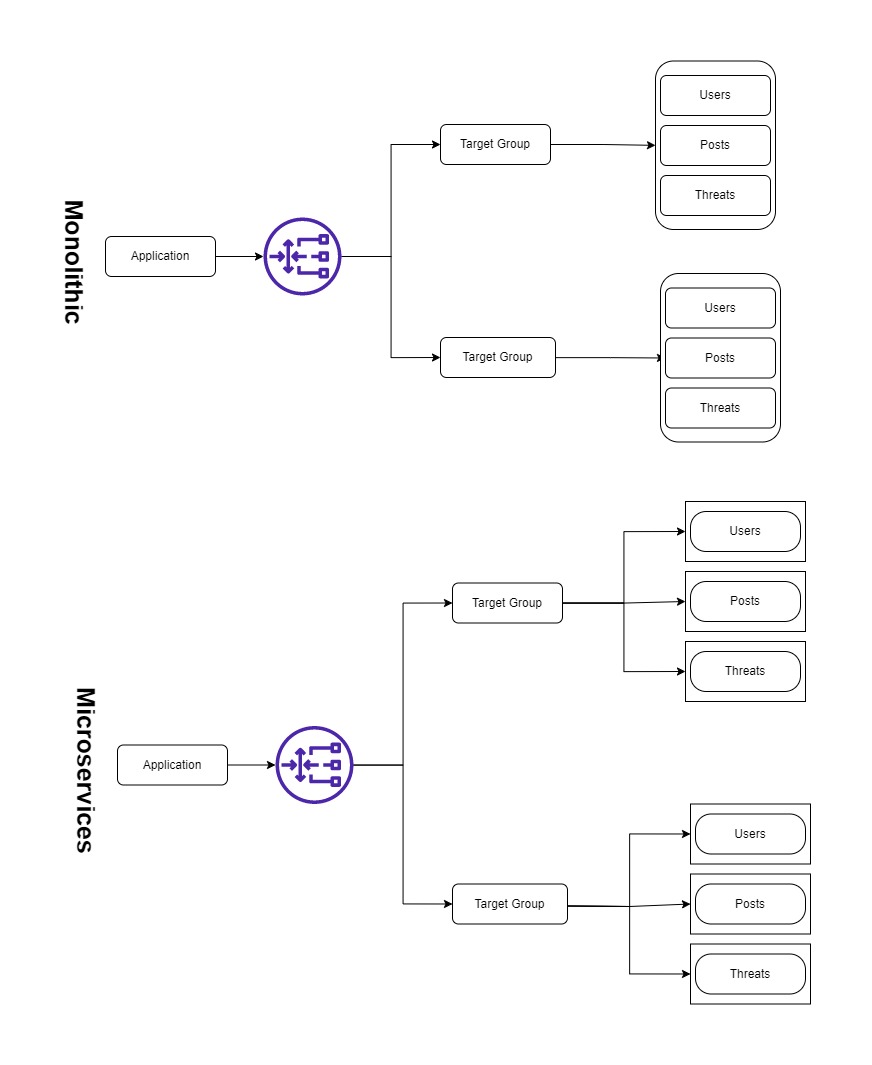 Monolithic
Application
Target Group
Users
Posts
Threats
Target Group
Users
Posts
Threats
Microservices
Application
Target Group
Users
Posts
Threats
Target Group
Users
Posts
Threats